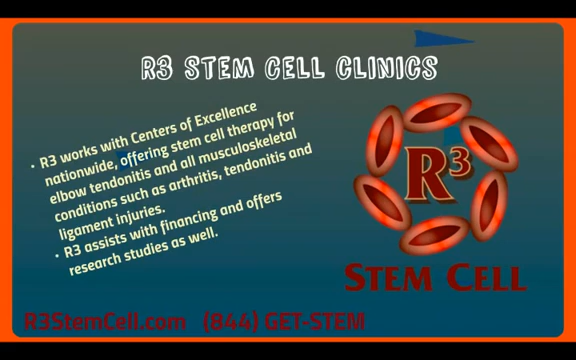 R3 STEM CELL CLINICS
• R3 works with Centers of Excellence
nationwide, offering stem cell therapy for
elbow tendonitis and all musculoskeletal
conditions such as arthritis, tendonitis and
ligament injuries.
• R3 assists with financing and offers
research studies as well.
R3
STEM CELL
R3StemCell.com (844) GET-STEM